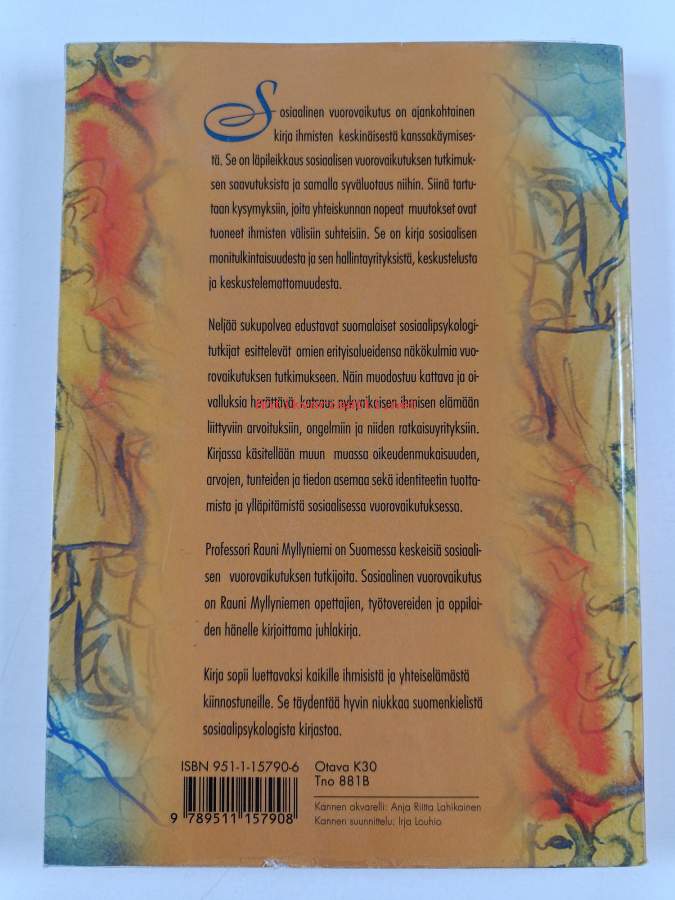 Sosiaalinen vuorovaikutus on ajankohtainen
kirja ihmisten keskinäisestä kanssakäymises-
tä. Se on läpileikkaus sosiaalisen vuorovaikutuksen tutkimuk-
sen saavutuksista ja samalla syväluotaus niihin. Siinä tartu-
taan kysymyksiin, joita yhteiskunnan nopeat muutokset ovat
tuoneet ihmisten välisiin suhteisiin. Se on kirja sosiaalisen
monitulkintaisuudesta ja sen hallintayrityksistä, keskustelusta
ja keskustelemattomuudesta.
Neljää sukupolvea edustavat suomalaiset sosiaalipsykologi-
tutkijat esittelevät omien erityisalueidensa näkökulmia vuo-
rovaikutuksen tutkimukseen. Näin muodostuu kattava ja oi-
valluksia herättävä katsaus nykyaikaisen ihmisen elämään
liittyviin arvoituksiin, ongelmiin ja niiden ratkaisuyrityksiin.
Kirjassa käsitellään muun muassa oikeudenmukaisuuden,
arvojen, tunteiden ja tiedon asemaa sekä identiteetin tuotta-
mista ja ylläpitämistä sosiaalisessa vuorovaikutuksessa.
Professori Rauni Myllyniemi on Suomessa keskeisiä sosiaali-
sen vuorovaikutuksen tutkijoita. Sosiaalinen vuorovaikutus
on Rauni Myllyniemen opettajien, työtovereiden ja oppilai-
den hänelle kirjoittama juhlakirja.
Kirja sopii luettavaksi kaikille ihmisistä ja yhteiselämästä
kiinnostuneille. Se täydentää hyvin niukkaa suomenkielistä
sosiaalipsykologista kirjastoa.
ISBN 951-1-15790-6 Otava K30
Tno 881B
Kannen akvarelli: Anja Riitta Lahikainen
Kannen suunnittelu: Irja Louhio
9 789511 157908